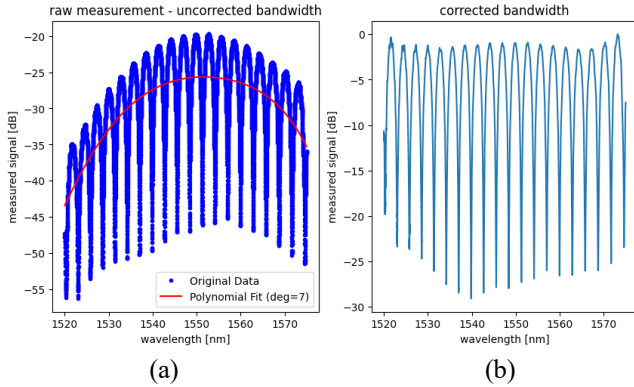 raw measurement - uncorrected bandwidth
measured signal [dB]
−20
−25
−30
−35
−40
−45
−50
−55
Original Data
Polynomial Fit (deg=7)
1520 1530 1540 1550 1560 1570
wavelength [nm]
(a)
corrected bandwidth
measured signal [dB]
0
−5
−10
−15
−20
−25
−30
1520 1530 1540 1550 1560 1570
wavelength [nm]
(b)